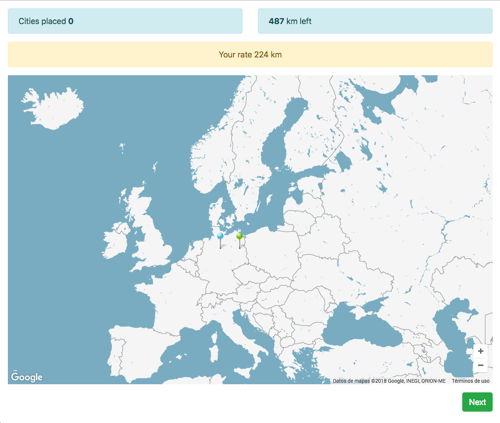 Cities placed 0
487 km left
Your rate 224 km
+
−
Google
Datos de mapas ©2018 Google, INEGI, ORION-ME
Términos de uso
Next